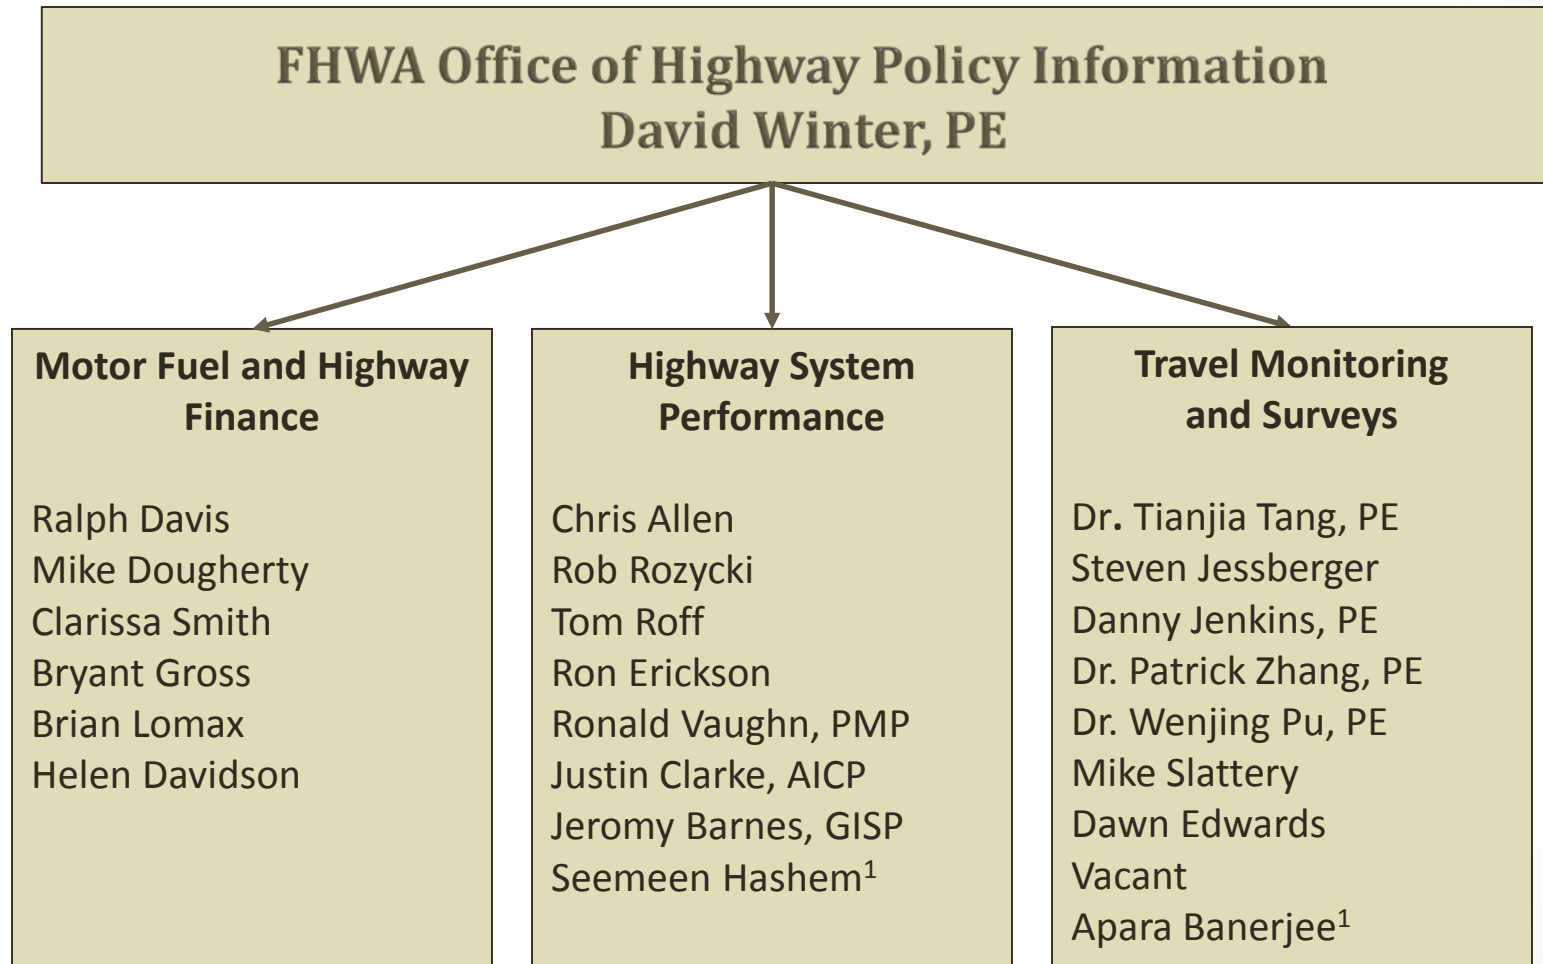 FHWA Office of Highway Policy Information
David Winter, PE
Motor Fuel and Highway
Finance
Ralph Davis
Mike Dougherty
Clarissa Smith
Bryant Gross
Brian Lomax
Helen Davidson
Highway System
Performance
Chris Allen
Rob Rozycki
Tom Roff
Ron Erickson
Ronald Vaughn, PMP
Justin Clarke, AICP
Jeromy Barnes, GISP
Seemeen Hashem¹
Travel Monitoring
and Surveys
Dr. Tianjia Tang, PE
Steven Jessberger
Danny Jenkins, PE
Dr. Patrick Zhang, PE
Dr. Wenjing Pu, PE
Mike Slattery
Dawn Edwards
Vacant
Apara Banerjee¹